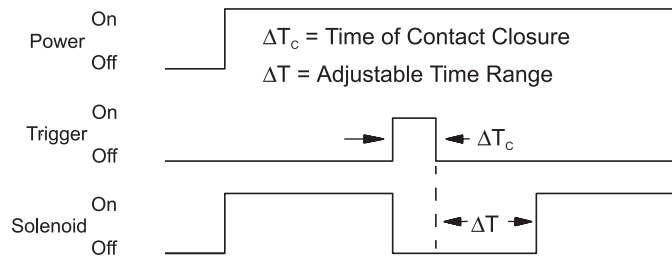 On
Power
Off
ΔTc = Time of Contact Closure
ΔT = Adjustable Time Range
On
Trigger
Off
ΔTc
On
Solenoid
Off
ΔT